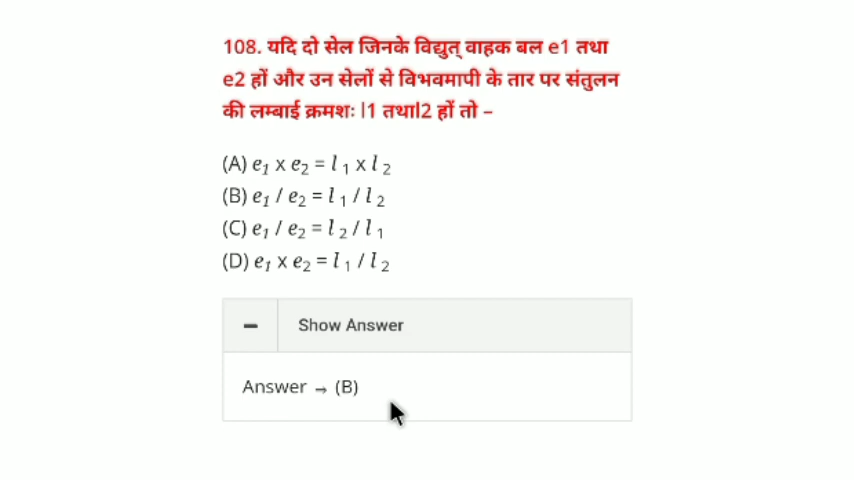 108. यदि दो सेल जिनके विद्युत् वाहक बल e1 तथा
e2 हों और उन सेलों से विभवमापी के तार पर संतुलन
की लम्बाई क्रमशः l1 तथाl2 हों तो –
(A) e₁ x e₂ = l ₁ x l ₂
(B) e₁ / e₂ = l ₁ / l ₂
(C) e₁ / e₂ = l ₂ / l ₁
(D) e₁ x e₂ = l ₁ / l ₂
Show Answer
Answer → (B)